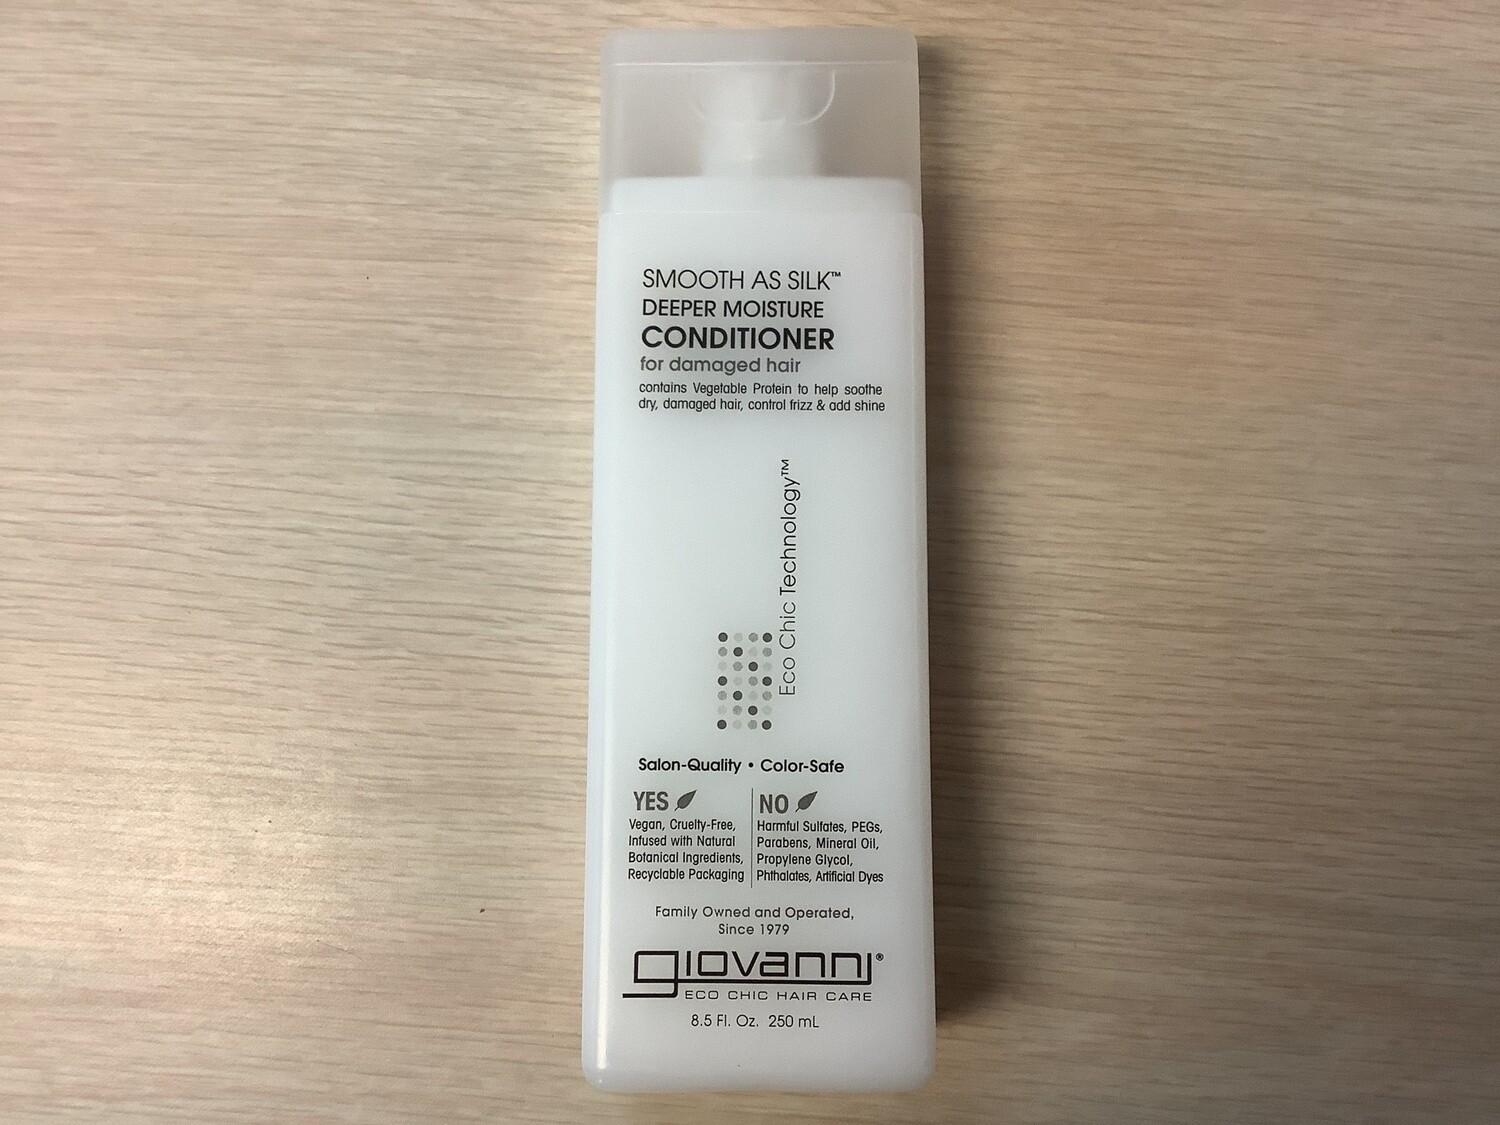 SMOOTH AS SILK™
DEEPER MOISTURE
CONDITIONER
for damaged hair
contains Vegetable Protein to help soothe
dry, damaged hair, control frizz & add shine
Eco Chic Technology™
Salon-Quality • Color-Safe
YES
Vegan, Cruelty-Free,
Infused with Natural
Botanical Ingredients,
Recyclable Packaging
NO
Harmful Sulfates, PEGs,
Parabens, Mineral Oil,
Propylene Glycol,
Phthalates, Artificial Dyes
Family Owned and Operated,
Since 1979
giovanni®
ECO CHIC HAIR CARE
8.5 Fl. Oz. 250 mL